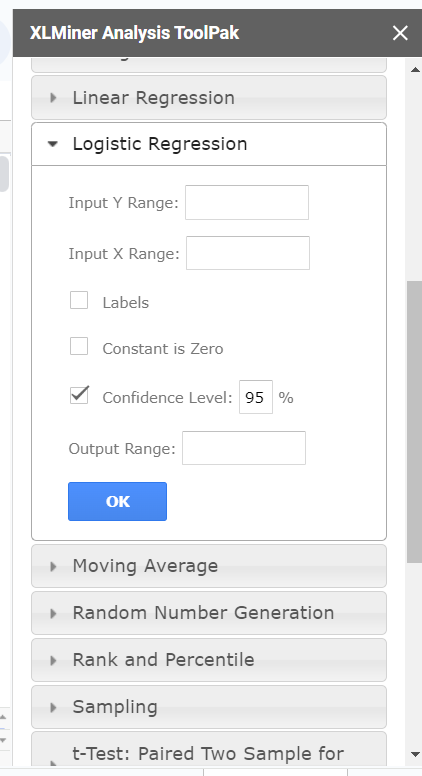 XLMiner Analysis ToolPak
Linear Regression
Logistic Regression
Input Y Range:
Input X Range:
Labels
Constant is Zero
Confidence Level: 95 %
Output Range:
OK
Moving Average
Random Number Generation
Rank and Percentile
Sampling
t-Test: Paired Two Sample for